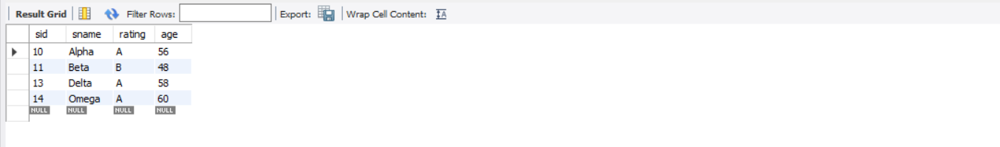 Result Grid Filter Rows: Export: Wrap Cell Content: IA
sid sname rating age
10 Alpha A 56
11 Beta B 48
13 Delta A 58
14 Omega A 60
NULL NULL NULL NULL